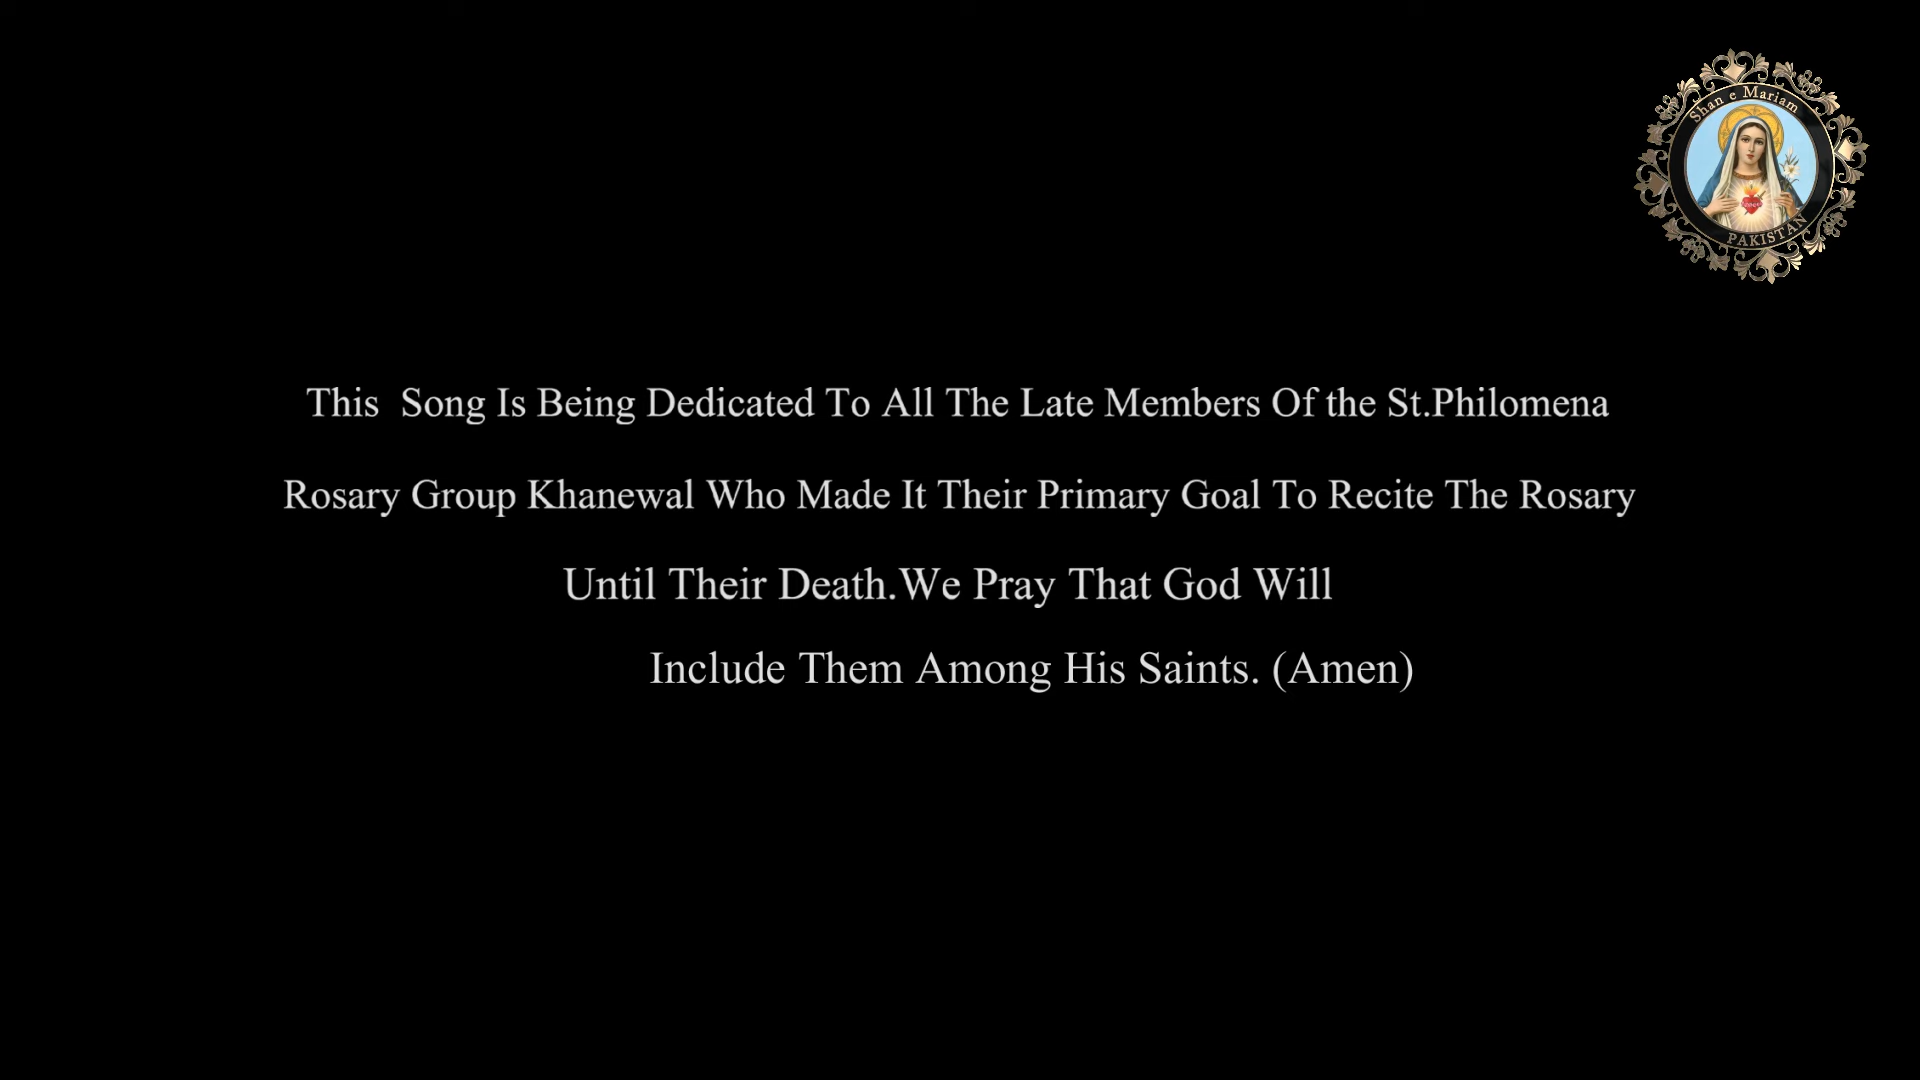 Shan e Mariam
PAKISTAN
This  Song Is Being Dedicated To All The Late Members Of the St.Philomena
Rosary Group Khanewal Who Made It Their Primary Goal To Recite The Rosary
Until Their Death.We Pray That God Will
Include Them Among His Saints. (Amen)